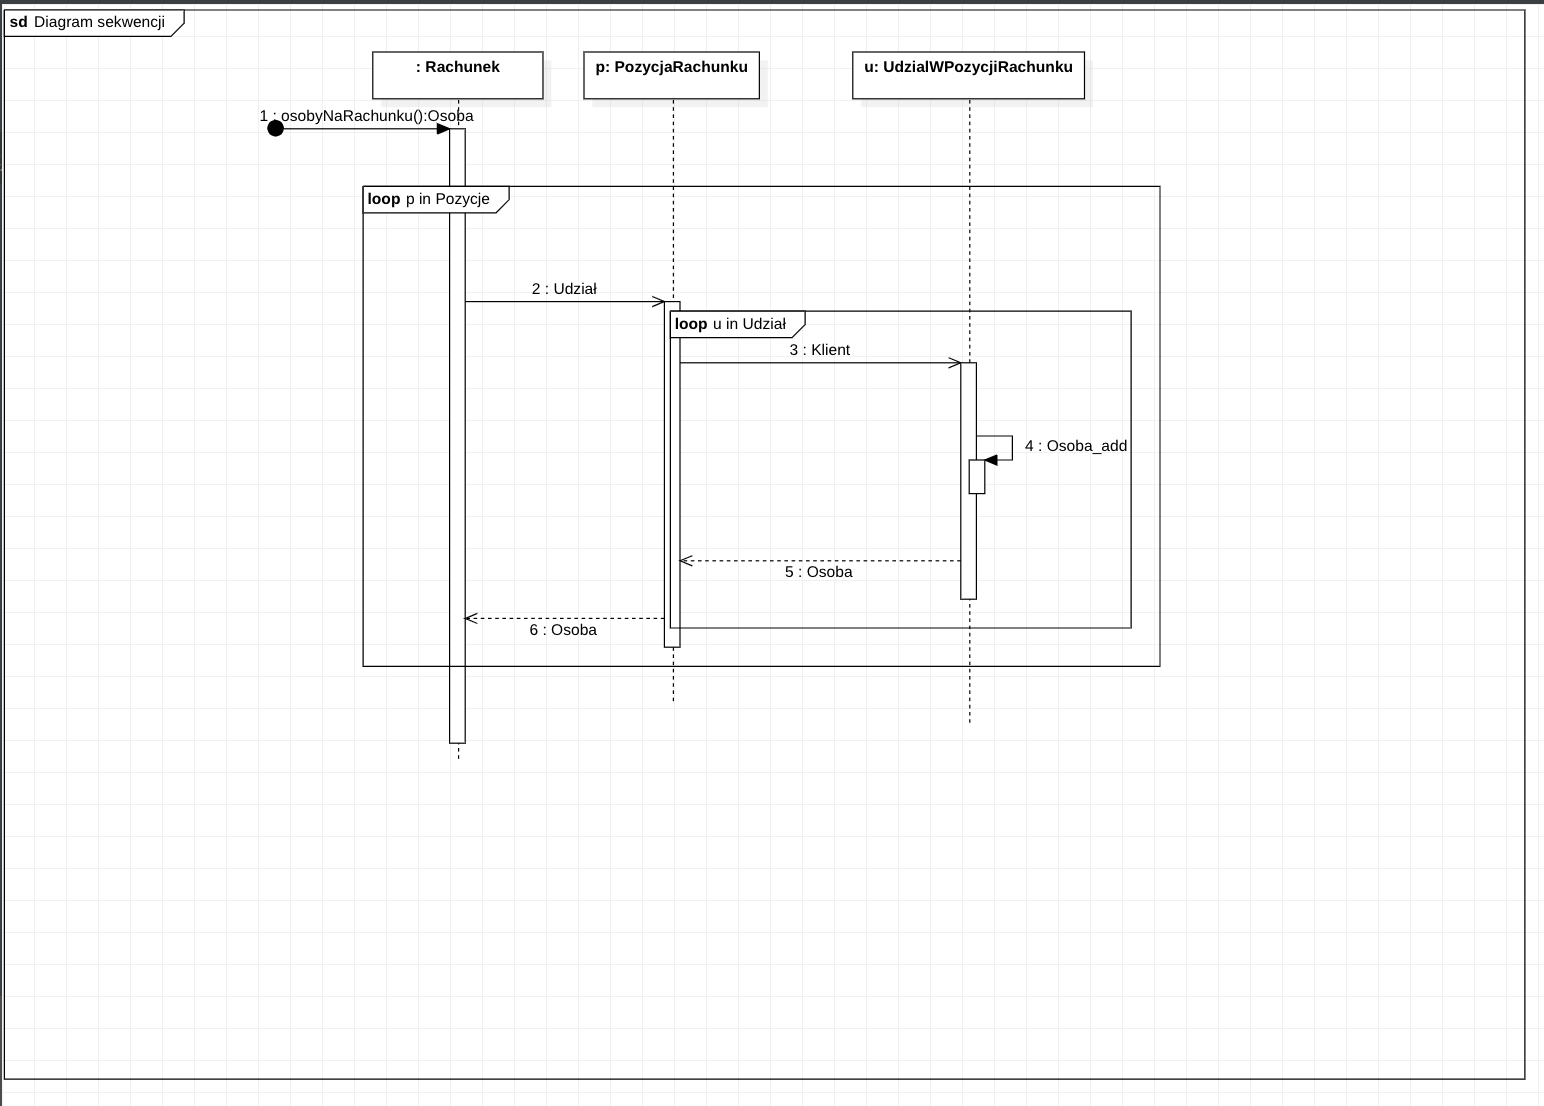 sd Diagram sekwencji
: Rachunek
p: PozycjaRachunku
u: UdzialWPozycjiRachunku
1 : osobyNaRachunku():Osoba
loop p in Pozycje
2 : Udział
loop u in Udział
3 : Klient
4 : Osoba_add
5 : Osoba
6 : Osoba